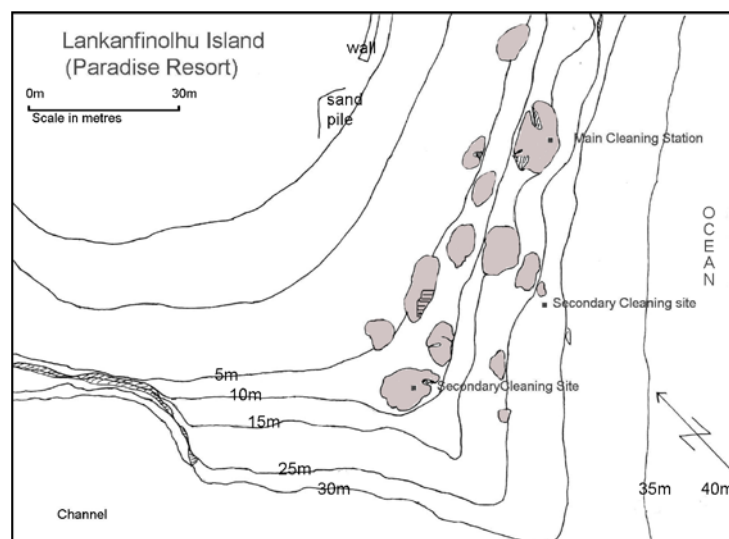 Lankanfinolhu Island
(Paradise Resort)
wall
0m 30m
Scale in metres
sand
pile
Main Cleaning Station
OCEAN
Secondary Cleaning site
5m
SecondaryCleaning Site
10m
15m
25m
30m 35m 40m
Channel